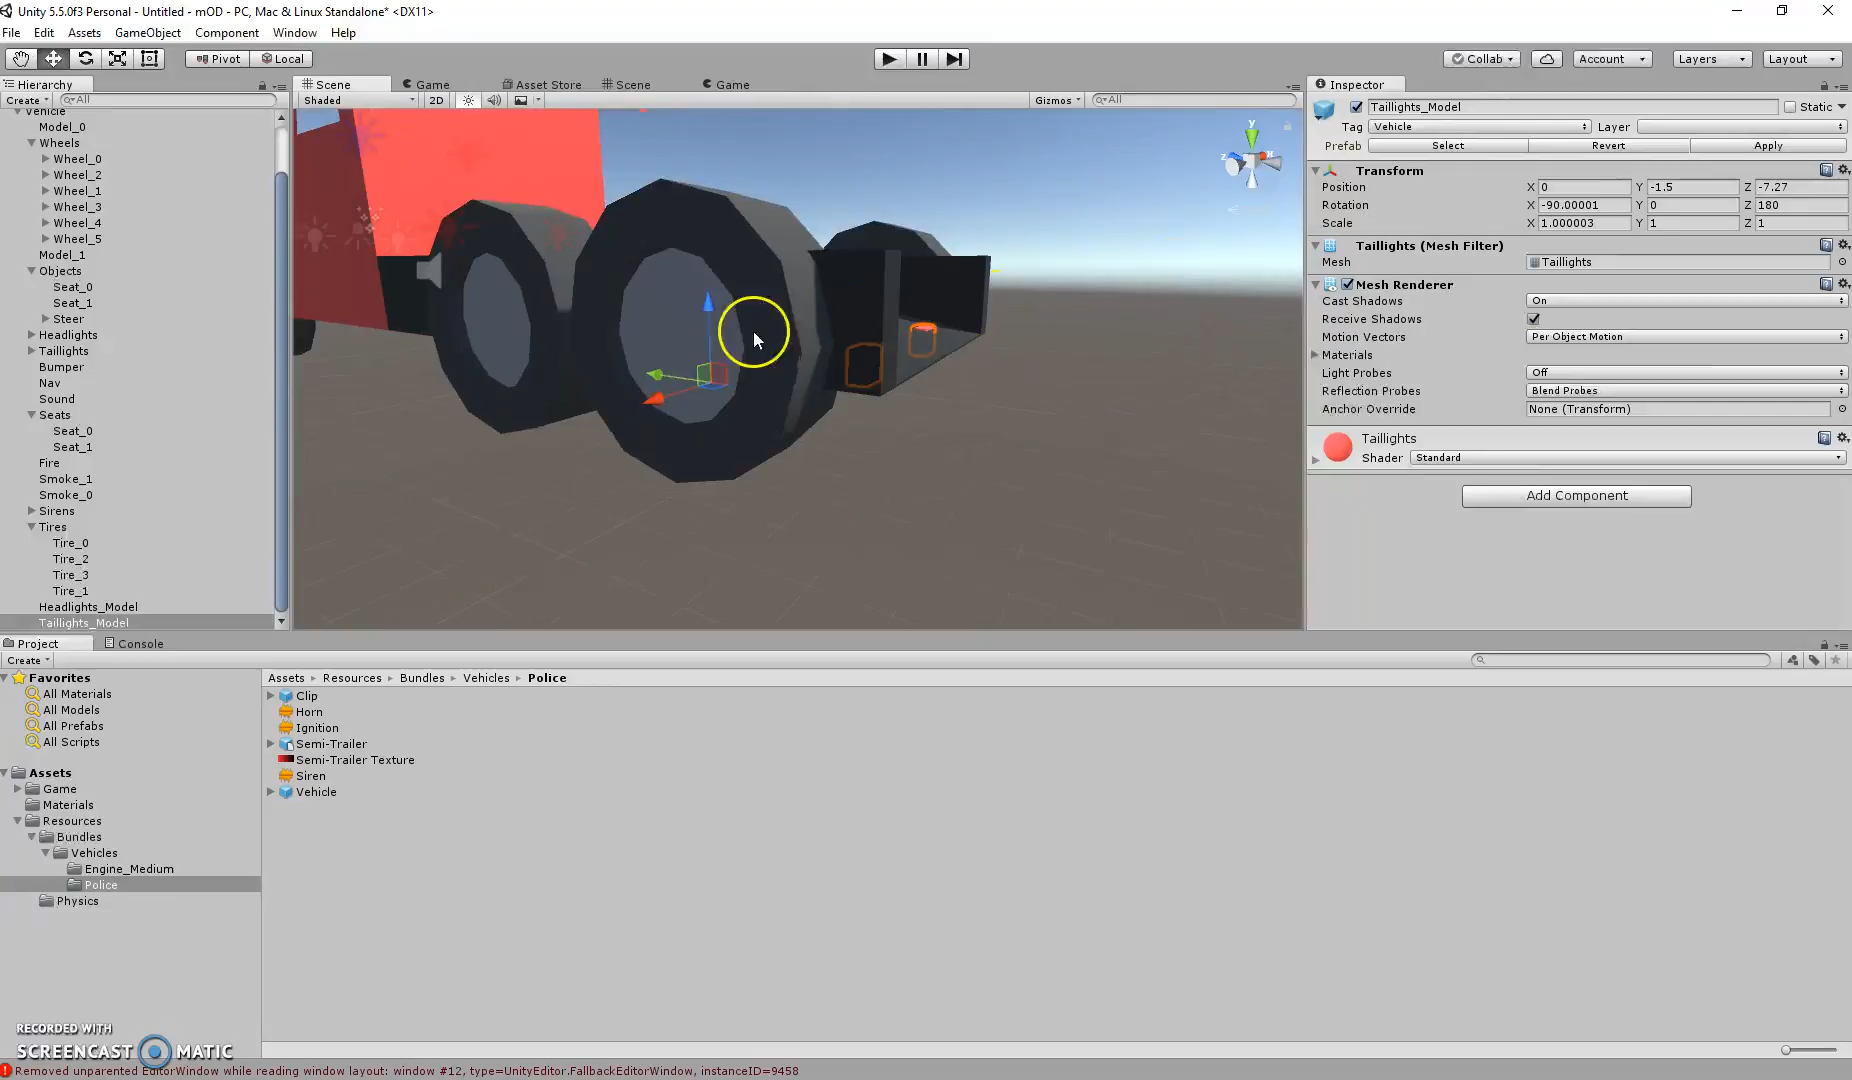 Unity 5.5.0f3 Personal - Untitled - mOD - PC, Mac & Linux Standalone* <DX11>
File Edit Assets GameObject Component Window Help
Pivot Local Collab Account Layers Layout
Hierarchy
Create All
Vehicle
Model_0
Wheels
Wheel_0
Wheel_2
Wheel_1
Wheel_3
Wheel_4
Wheel_5
Model_1
Objects
Seat_0
Seat_1
Steer
Headlights
Taillights
Bumper
Nav
Sound
Seats
Seat_0
Seat_1
Fire
Smoke_1
Smoke_0
Sirens
Tires
Tire_0
Tire_2
Tire_3
Tire_1
Headlights_Model
Taillights_Model
Scene Game Asset Store Scene Game
Shaded 2D Gizmos All
y
z x
Inspector
Taillights_Model Static
Tag Vehicle Layer
Prefab Select Revert Apply
Transform
Position X 0 Y -1.5 Z -7.27
Rotation X -90.00001 Y 0 Z 180
Scale X 1.000003 Y 1 Z 1
Taillights (Mesh Filter)
Mesh Taillights
Mesh Renderer
Cast Shadows On
Receive Shadows
Motion Vectors Per Object Motion
Materials
Light Probes Off
Reflection Probes Blend Probes
Anchor Override None (Transform)
Taillights
Shader Standard
Add Component
Project Console
Create
Favorites
All Materials
All Models
All Prefabs
All Scripts
Assets
Game
Materials
Resources
Bundles
Vehicles
Engine_Medium
Police
Physics
Assets Resources Bundles Vehicles Police
Clip
Horn
Ignition
Semi-Trailer
Semi-Trailer Texture
Siren
Vehicle
RECORDED WITH
SCREENCAST MATIC
Removed unparented EditorWindow while reading window layout: window #12, type=UnityEditor.FallbackEditorWindow, instanceID=9458